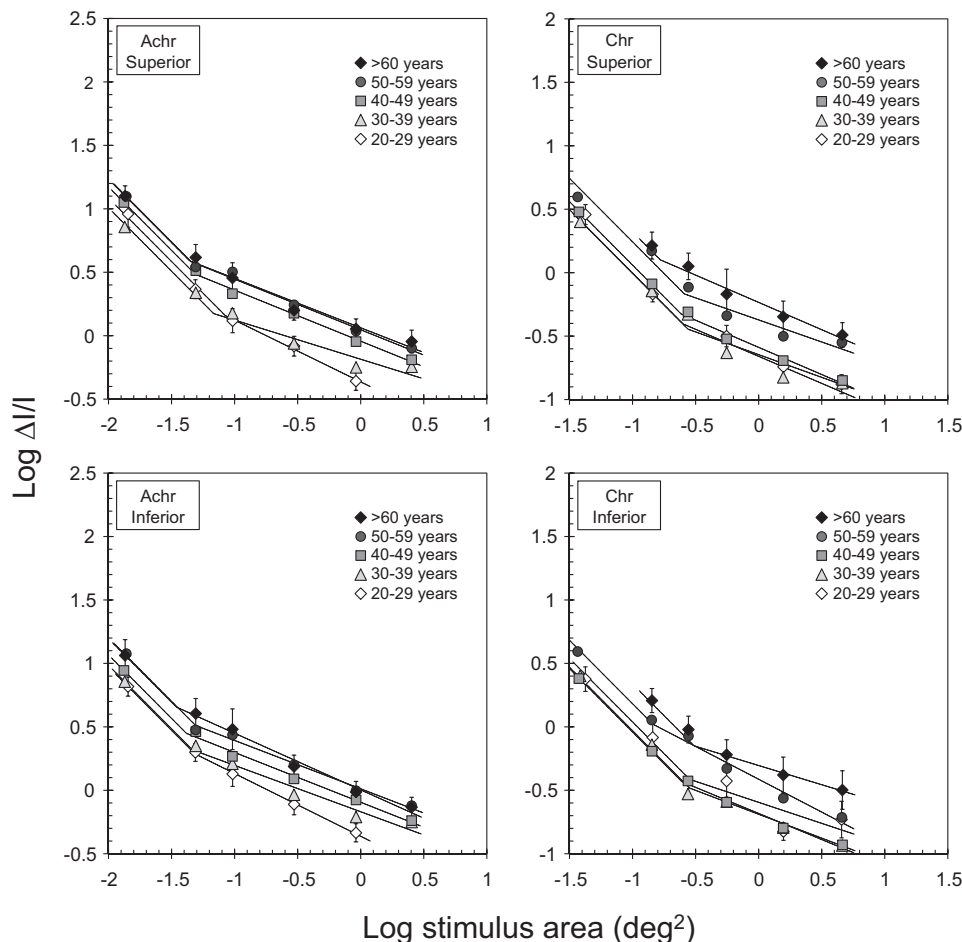 Achr
Superior
>60 years
50-59 years
40-49 years
30-39 years
20-29 years
2.5
2
1.5
1
0.5
0
-0.5
-2 -1.5 -1 -0.5 0 0.5 1
Chr
Superior
>60 years
50-59 years
40-49 years
30-39 years
20-29 years
2
1.5
1
0.5
0
-0.5
-1
-1.5 -1 -0.5 0 0.5 1 1.5
Log ΔI/I
Achr
Inferior
>60 years
50-59 years
40-49 years
30-39 years
20-29 years
2.5
2
1.5
1
0.5
0
-0.5
-2 -1.5 -1 -0.5 0 0.5 1
Chr
Inferior
>60 years
50-59 years
40-49 years
30-39 years
20-29 years
2
1.5
1
0.5
0
-0.5
-1
-1.5 -1 -0.5 0 0.5 1 1.5
Log stimulus area (deg²)